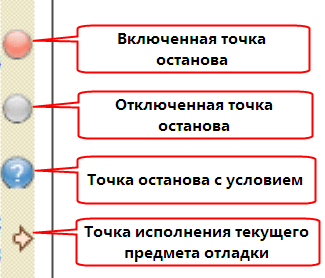 Включенная точка
останова
Отключенная точка
останова
?
Точка останова с условием
Точка исполнения текущего
предмета отладки